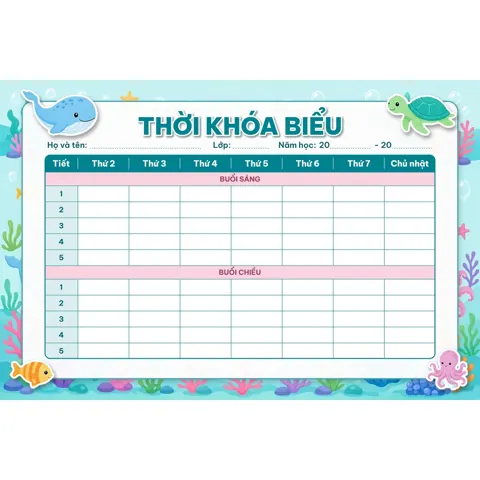 THỜI KHÓA BIỂU
Họ và tên: Lớp: Năm học: 20 - 20
Tiết Thứ 2 Thứ 3 Thứ 4 Thứ 5 Thứ 6 Thứ 7 Chủ nhật
BUỔI SÁNG
1
2
3
4
5
BUỔI CHIỀU
1
2
3
4
5